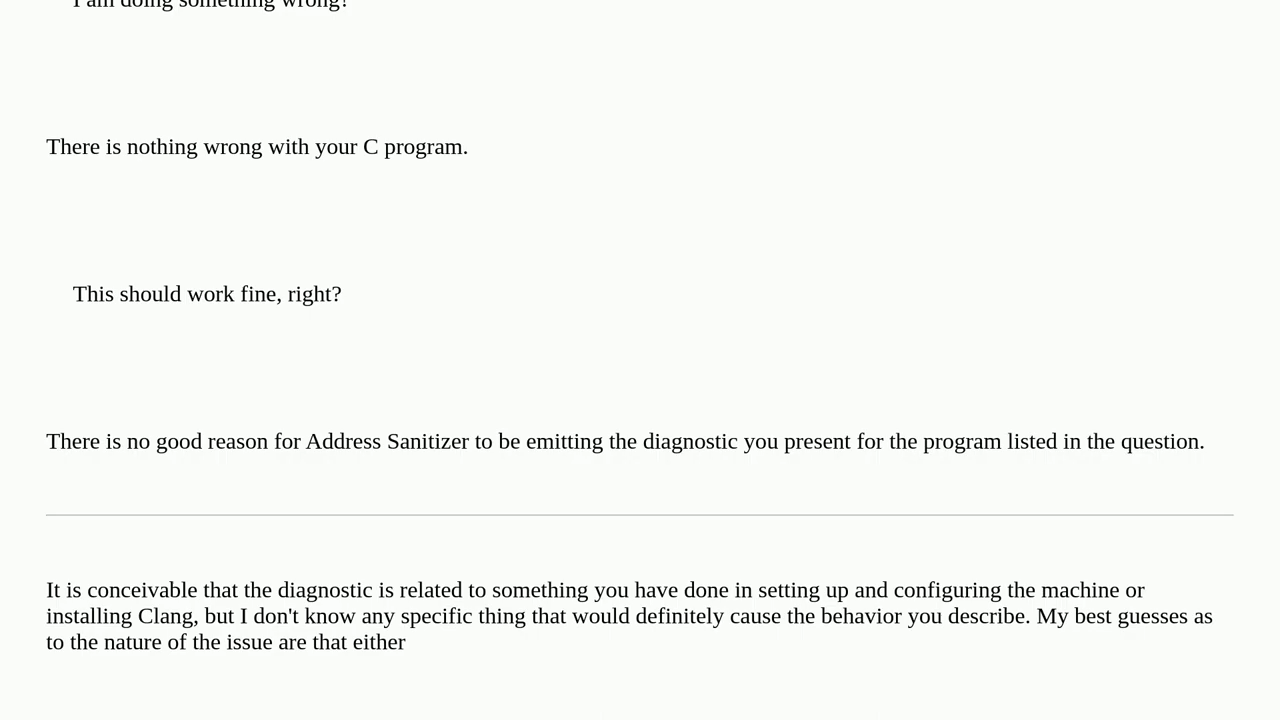 I am doing something wrong?
There is nothing wrong with your C program.
This should work fine, right?
There is no good reason for Address Sanitizer to be emitting the diagnostic you present for the program listed in the question.
It is conceivable that the diagnostic is related to something you have done in setting up and configuring the machine or
installing Clang, but I don't know any specific thing that would definitely cause the behavior you describe. My best guesses as
to the nature of the issue are that either